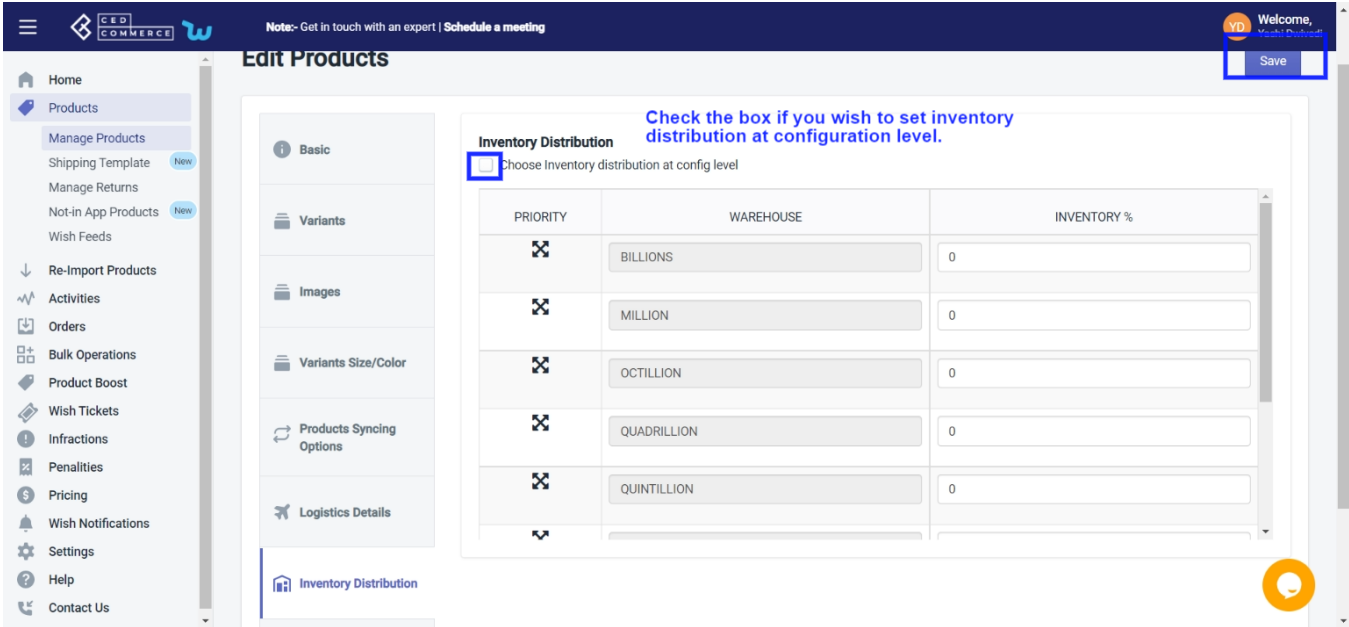 CED
COMMERCE
Note:- Get in touch with an expert | Schedule a meeting
YD
Welcome,
Yashi Dwivedi
Home
Products
Manage Products
Shipping Template New
Manage Returns
Not-in App Products New
Wish Feeds
Re-Import Products
Activities
Orders
Bulk Operations
Product Boost
Wish Tickets
Infractions
Penalities
Pricing
Wish Notifications
Settings
Help
Contact Us
Edit Products
Save
Basic
Variants
Images
Variants Size/Color
Products Syncing
Options
Logistics Details
Inventory Distribution
Check the box if you wish to set inventory
distribution at configuration level.
Inventory Distribution
Choose Inventory distribution at config level
PRIORITY WAREHOUSE INVENTORY %
BILLIONS 0
MILLION 0
OCTILLION 0
QUADRILLION 0
QUINTILLION 0